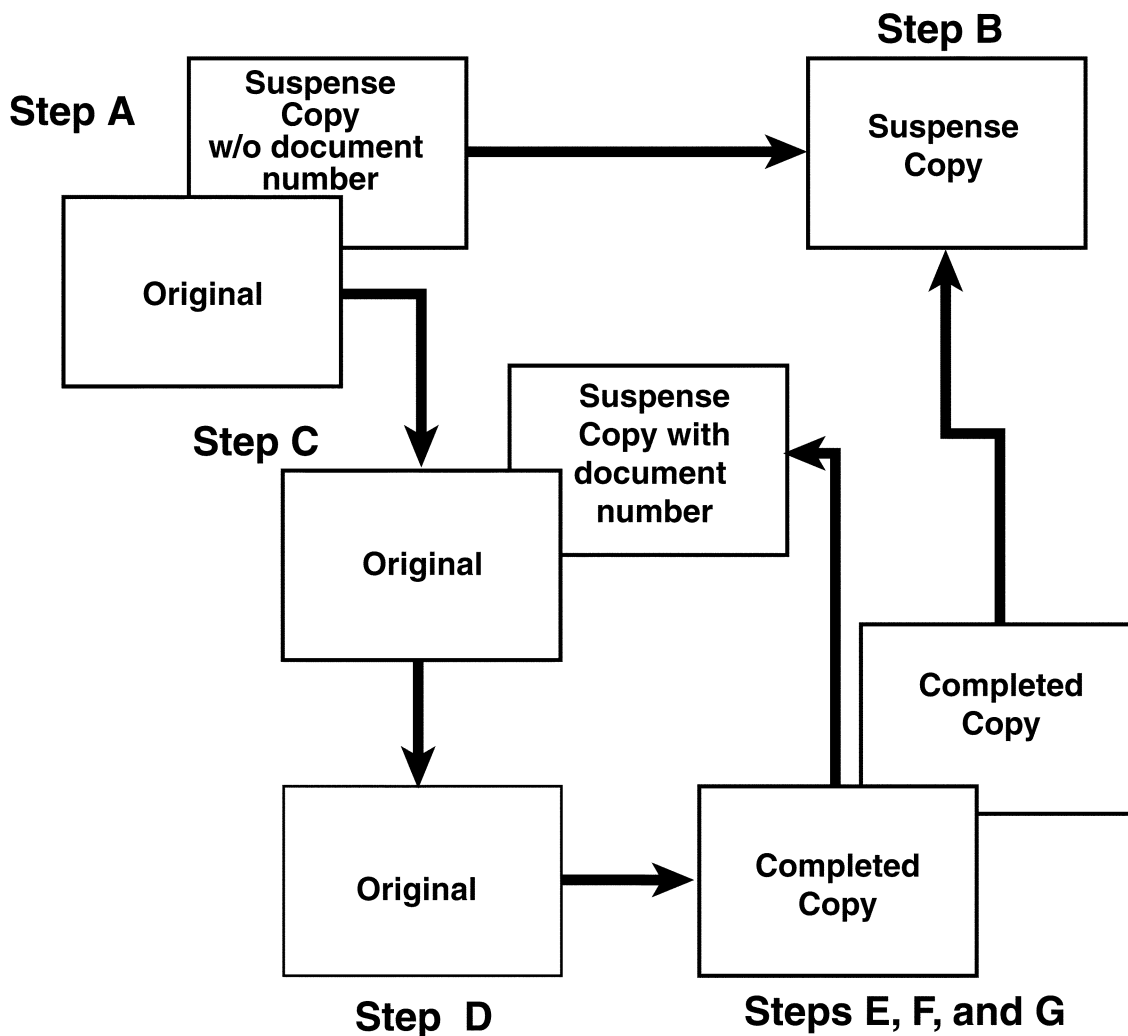 Step B
Step A
Suspense
Copy
w/o document
number
Suspense
Copy
Original
Step C
Suspense
Copy with
document
number
Original
Completed
Copy
Original
Completed
Copy
Step D
Steps E, F, and G